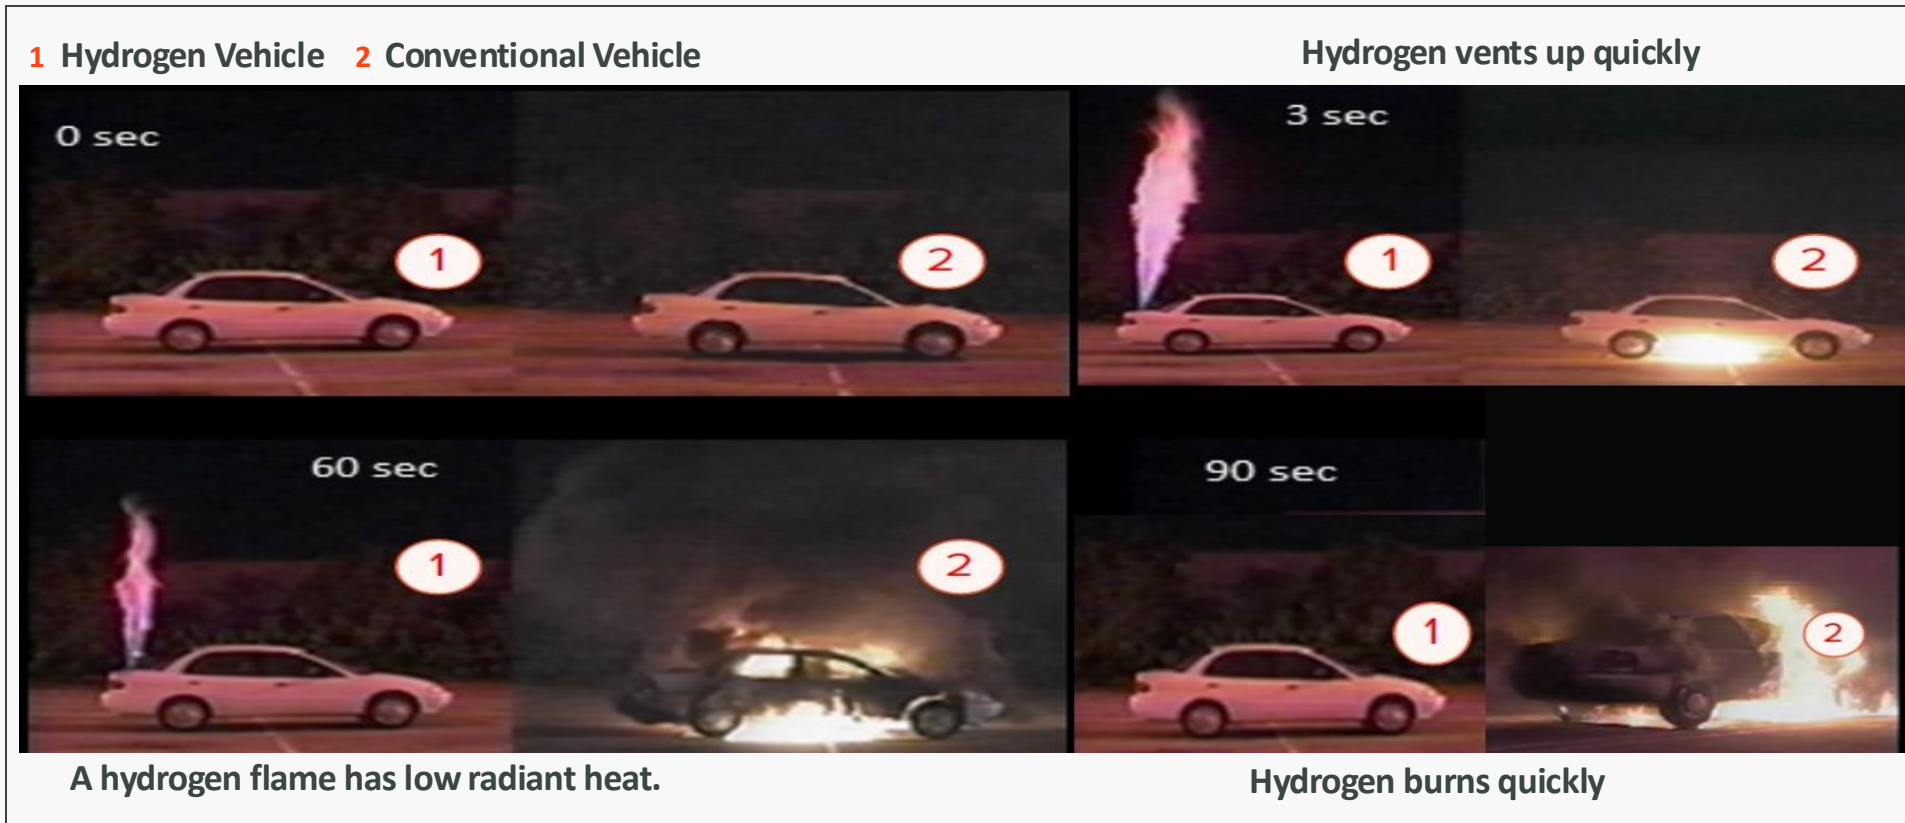 1 Hydrogen Vehicle 2 Conventional Vehicle
Hydrogen vents up quickly
0 sec
1
2
3 sec
1
2
60 sec
1
2
90 sec
1
2
A hydrogen flame has low radiant heat.
Hydrogen burns quickly